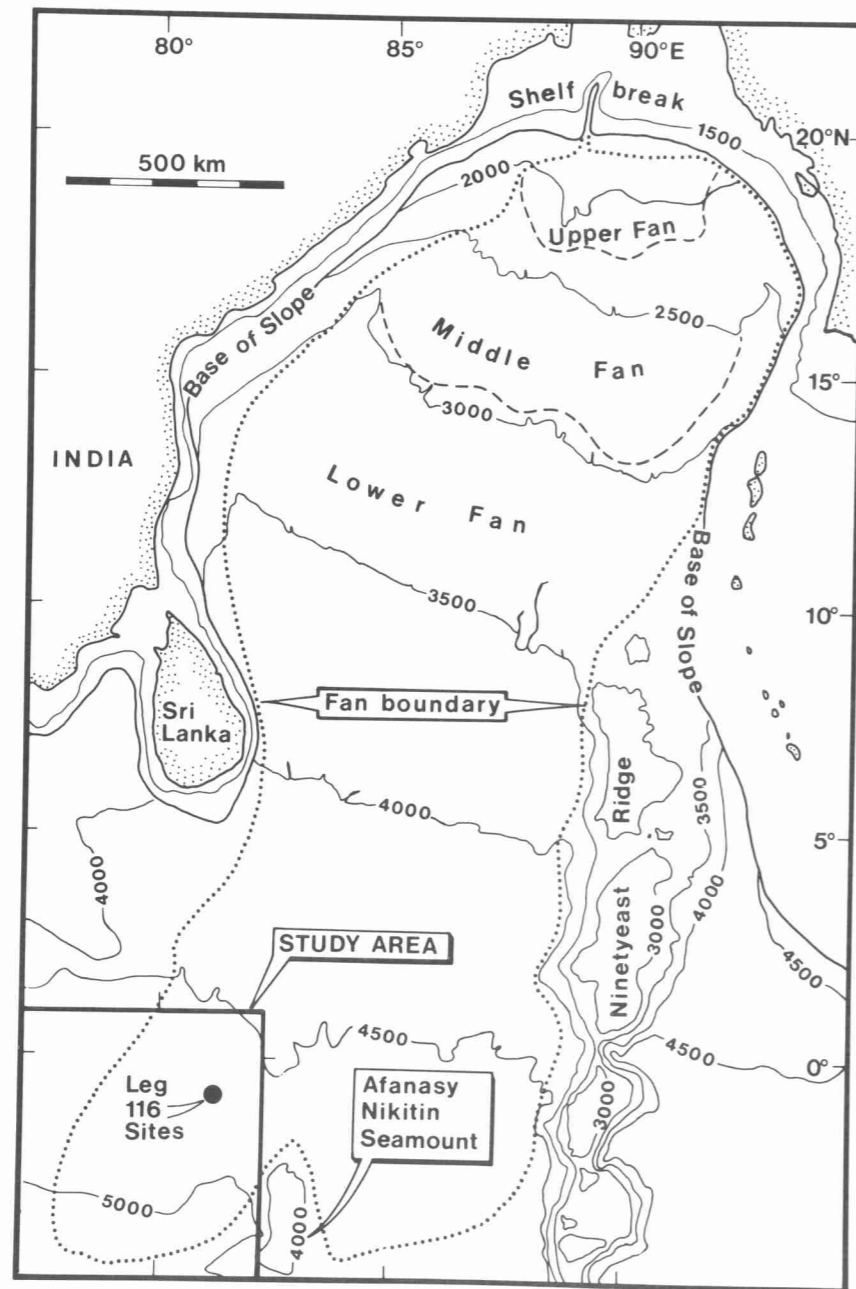 80°
85°
90°E
Shelf break
1500
20°N
500 km
2000
Upper Fan
Base of Slope
2500
Middle Fan
15°
3000
INDIA
Lower Fan
Base of Slope
3500
10°
Sri
Lanka
Fan boundary
Ridge
3500
4000
4000
5°
4000
Ninetyeast
3000
STUDY AREA
4500
4500
4500
0°
Leg
116
Sites
Afanasy
Nikitin
Seamount
3000
5000
4000
80°
90°